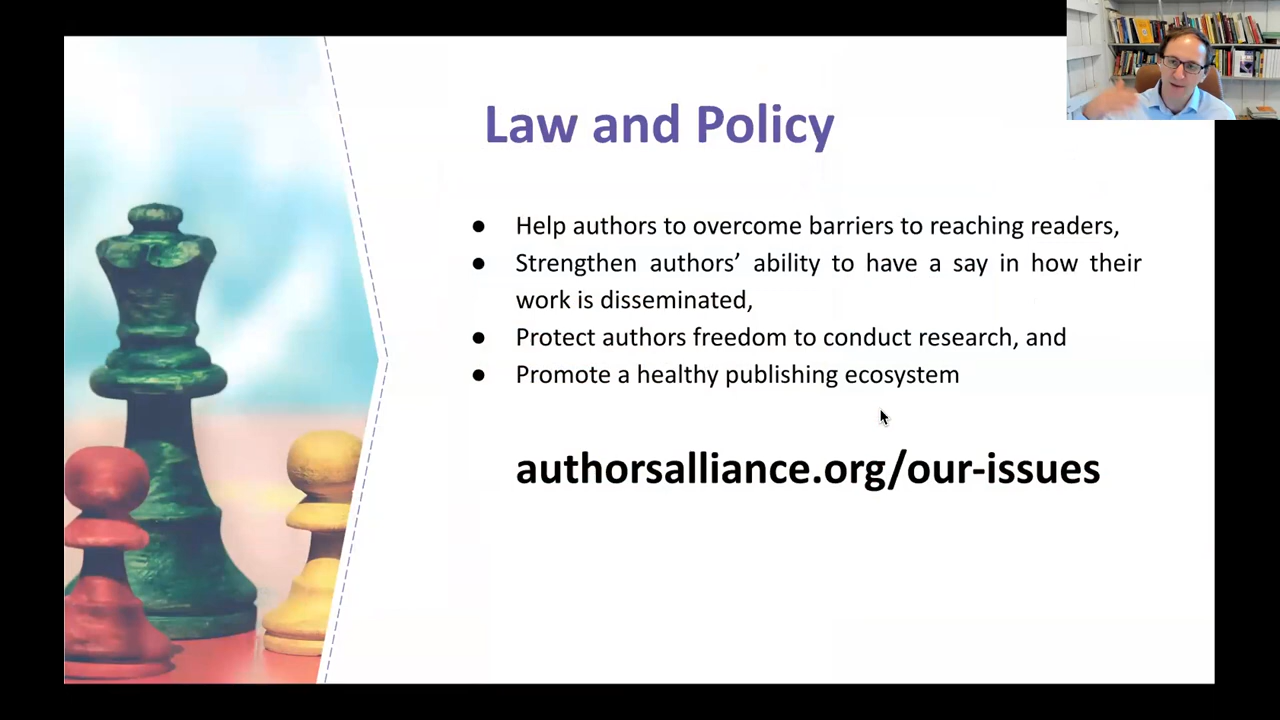 Law and Policy
● Help authors to overcome barriers to reaching readers,
● Strengthen authors’ ability to have a say in how their
work is disseminated,
● Protect authors freedom to conduct research, and
● Promote a healthy publishing ecosystem
authorsalliance.org/our-issues